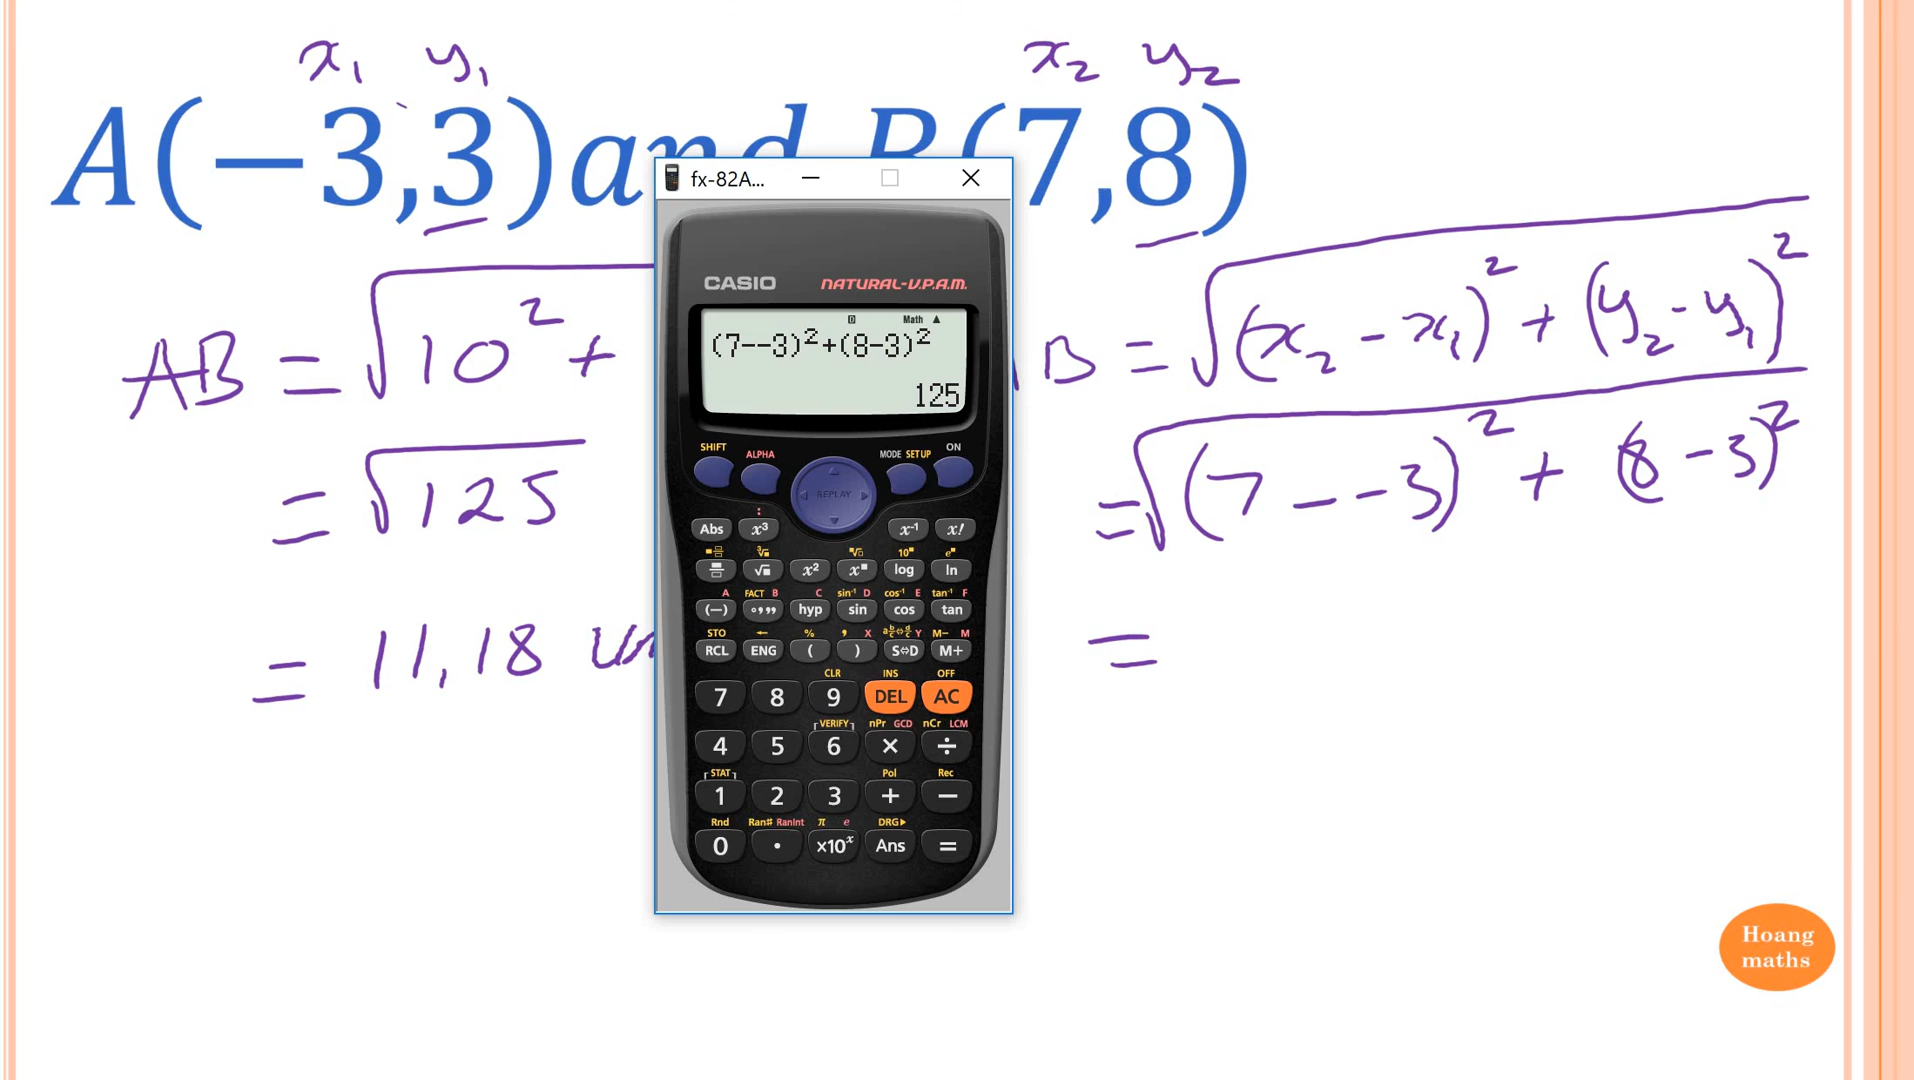 x₁ y₁ x₂ y₂
A(−3,3)and B(7,8)
AB = √10² +
= √125
= 11,18
fx-82A...
CASIO NATURAL-V.P.A.M.
D Math ▲
(7--3)²+(8-3)²
125
SHIFT ALPHA MODE SETUP ON
REPLAY
:
Abs x³ x⁻¹ x!
³√ ⁿ√ 10■ e■
√■ x² x■ log ln
A FACT B C sin⁻¹ D cos⁻¹ E tan⁻¹ F
(−) °,,, hyp sin cos tan
STO ← % , X a b/c⇔d/c Y M− M
RCL ENG ( ) S⇔D M+
CLR INS OFF
7 8 9 DEL AC
VERIFY nPr GCD nCr LCM
4 5 6 × ÷
STAT Pol Rec
1 2 3 + −
Rnd Ran# RanInt π e DRG▶
0 . ×10ˣ Ans =
B = √(x₂ − x₁)² + (y₂ − y₁)²
= √(7 − −3)² + (8 − 3)²
=
Hoang
maths